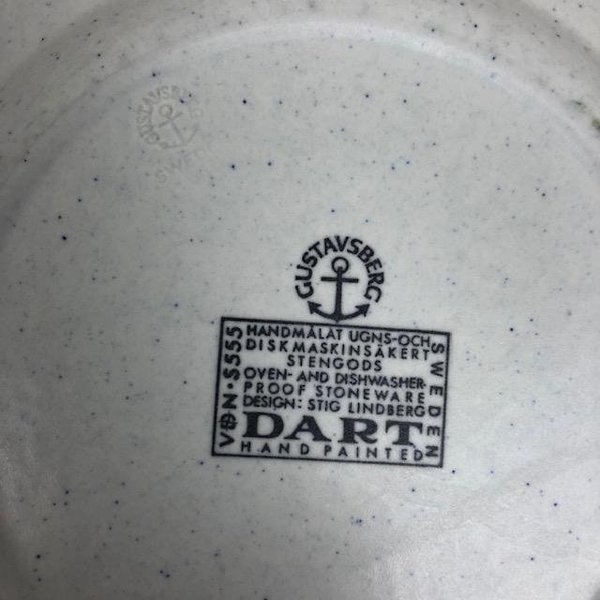 GUSTAVSBERG
SWEDEN
GUSTAVSBERG
VDN · S555
HANDMÅLAT UGNS-OCH
DISKMASKINSÄKERT
STENGODS
OVEN- AND DISHWASHER-
PROOF STONEWARE
DESIGN: STIG LINDBERG
SWEDEN
DART
HAND PAINTED